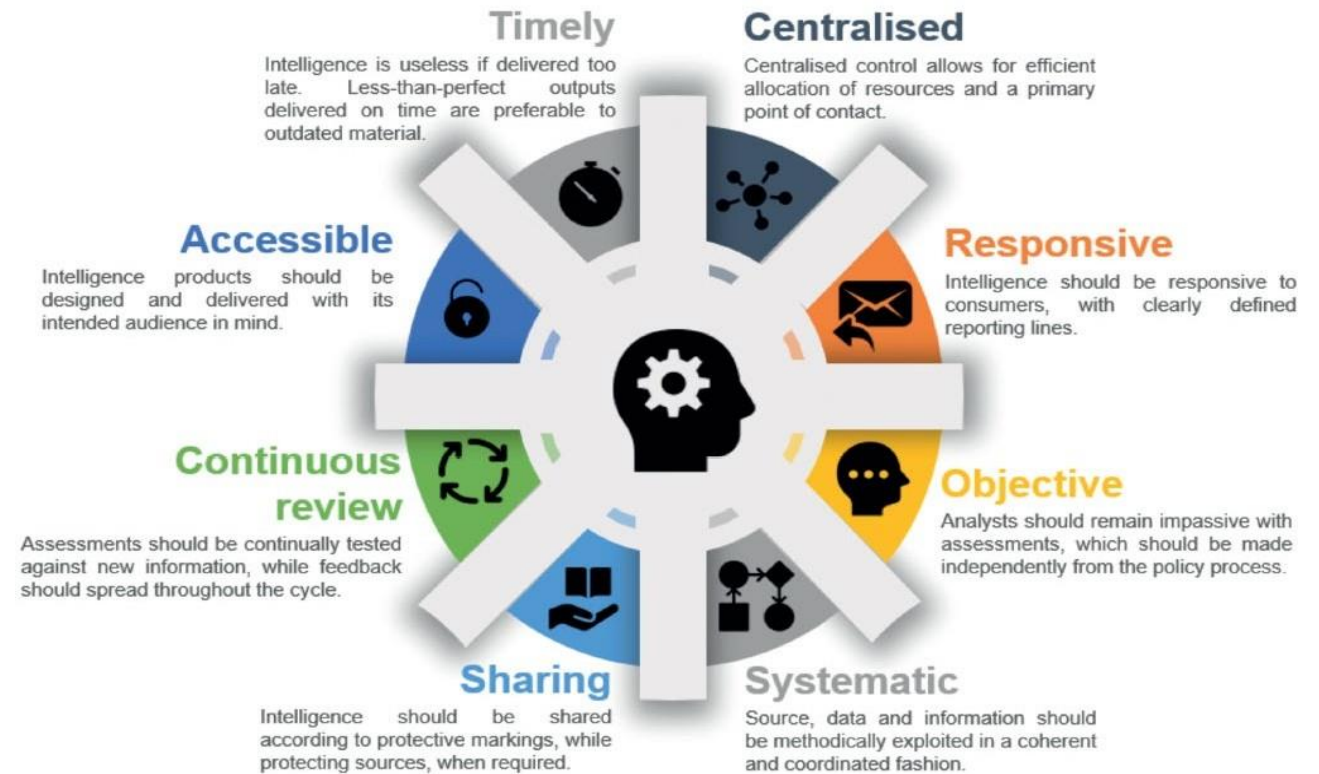 Timely
Intelligence is useless if delivered too
late. Less-than-perfect outputs
delivered on time are preferable to
outdated material.
Centralised
Centralised control allows for efficient
allocation of resources and a primary
point of contact.
Accessible
Intelligence products should be
designed and delivered with its
intended audience in mind.
Responsive
Intelligence should be responsive to
consumers, with clearly defined
reporting lines.
Continuous
review
Assessments should be continually tested
against new information, while feedback
should spread throughout the cycle.
Objective
Analysts should remain impassive with
assessments, which should be made
independently from the policy process.
Sharing
Intelligence should be shared
according to protective markings, while
protecting sources, when required.
Systematic
Source, data and information should
be methodically exploited in a coherent
and coordinated fashion.